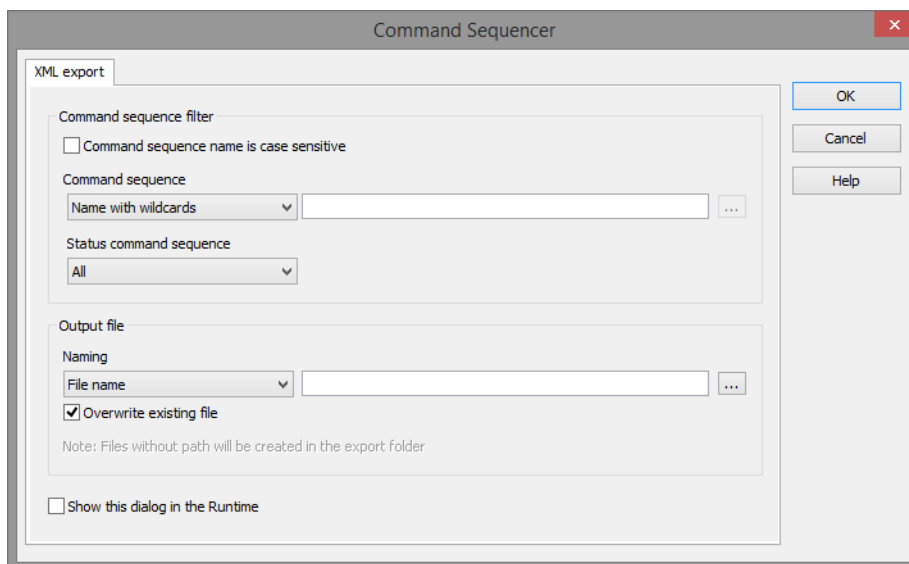 Command Sequencer
XML export
OK
Cancel
Help
Command sequence filter
Command sequence name is case sensitive
Command sequence
Name with wildcards
...
Status command sequence
All
Output file
Naming
File name
...
Overwrite existing file
Note: Files without path will be created in the export folder
Show this dialog in the Runtime